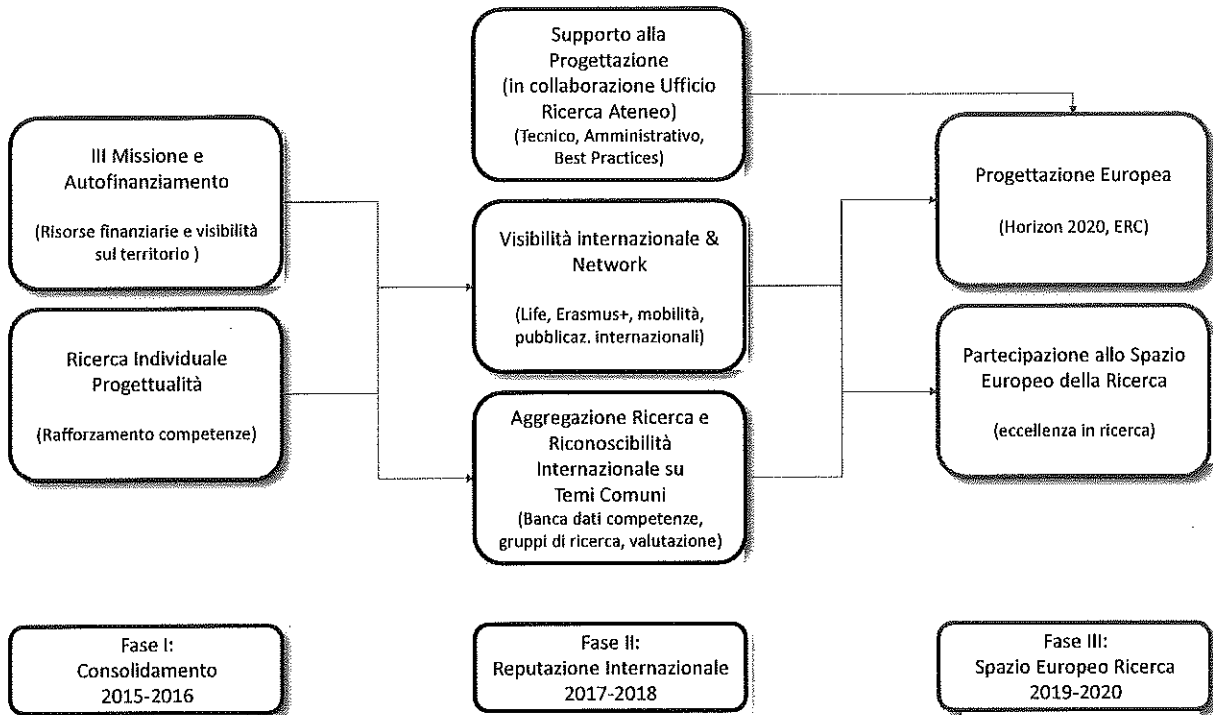 Supporto alla
Progettazione
(in collaborazione Ufficio
Ricerca Ateneo)
(Tecnico, Amministrativo,
Best Practices)
III Missione e
Autofinanziamento
(Risorse finanziarie e visibilità
sul territorio )
Progettazione Europea
(Horizon 2020, ERC)
Visibilità internazionale &
Network
(Life, Erasmus+, mobilità,
pubblicaz. internazionali)
Ricerca Individuale
Progettualità
(Rafforzamento competenze)
Partecipazione allo Spazio
Europeo della Ricerca
(eccellenza in ricerca)
Aggregazione Ricerca e
Riconoscibilità
Internazionale su
Temi Comuni
(Banca dati competenze,
gruppi di ricerca, valutazione)
Fase I:
Consolidamento
2015-2016
Fase II:
Reputazione Internazionale
2017-2018
Fase III:
Spazio Europeo Ricerca
2019-2020